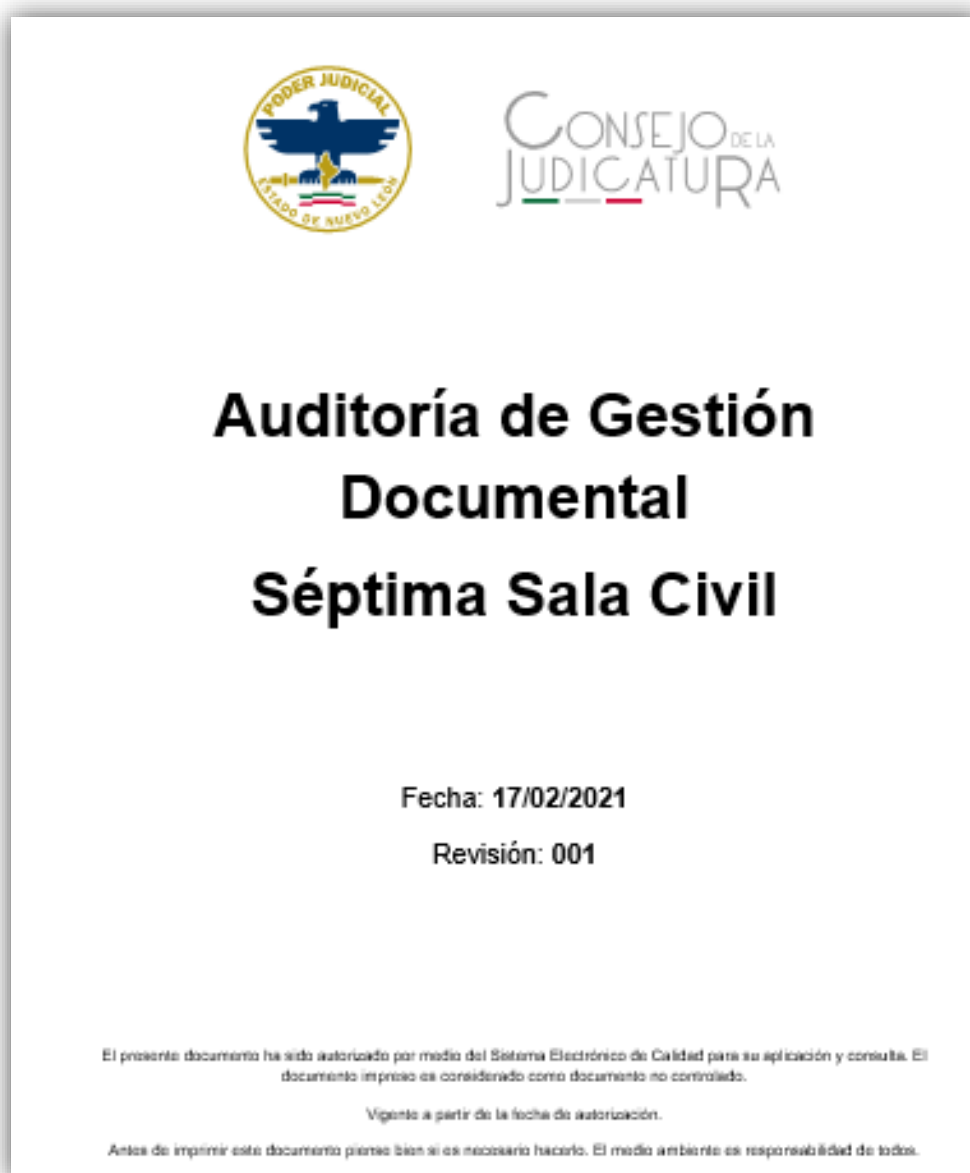 PODER JUDICIAL
ESTADO DE NUEVO LEÓN
CONSEJO DE LA
JUDICATURA
Auditoría de Gestión
Documental
Séptima Sala Civil
Fecha: 17/02/2021
Revisión: 001
El presente documento ha sido autorizado por medio del Sistema Electrónico de Calidad para su aplicación y consulta. El
documento impreso es considerado como documento no controlado.
Vigente a partir de la fecha de autorización.
Antes de imprimir este documento piense bien si es necesario hacerlo. El medio ambiente es responsabilidad de todos.